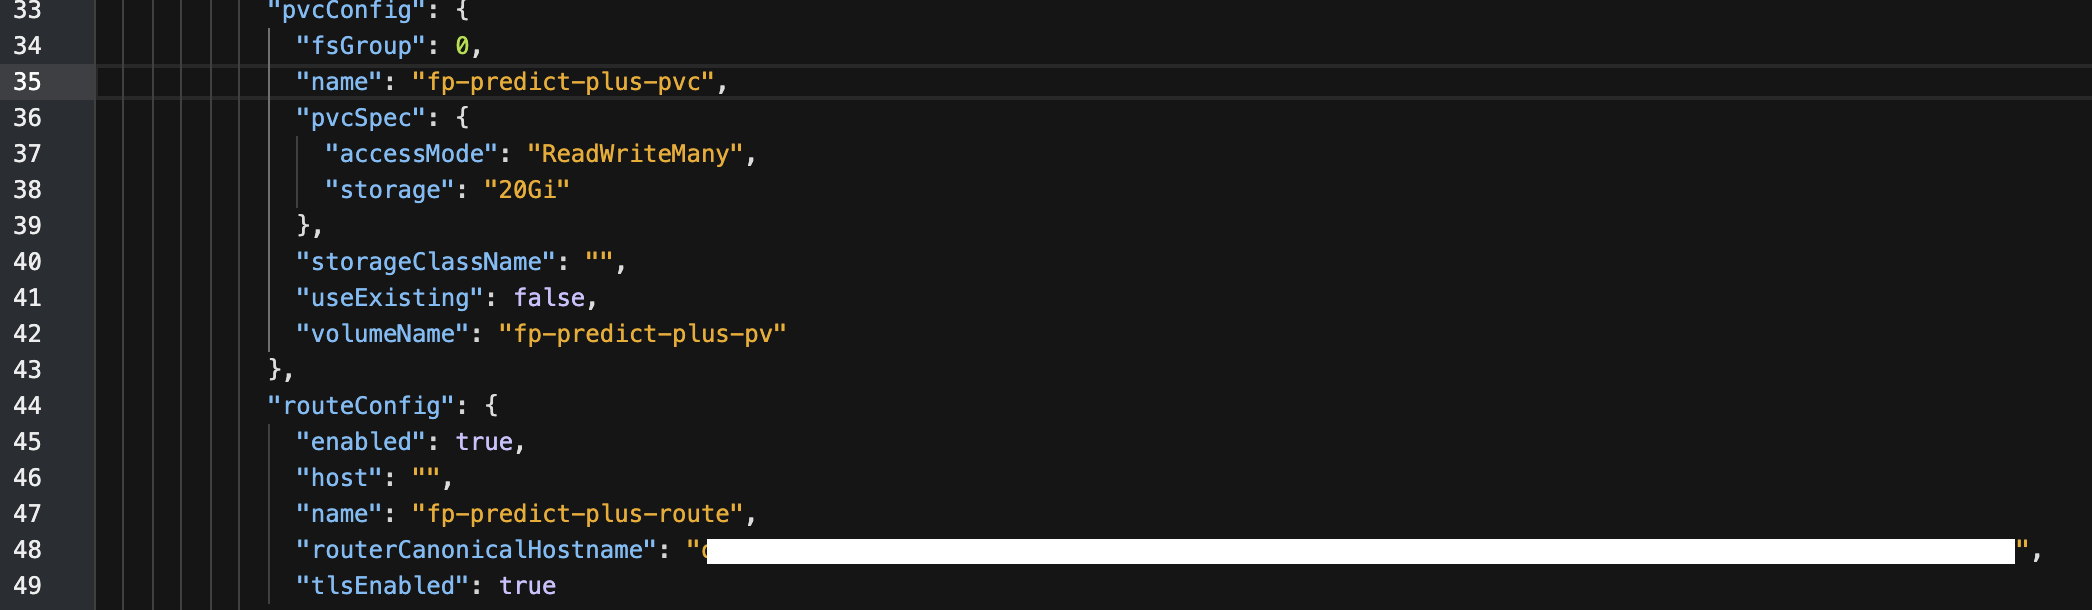 33 "pvcConfig": {
34 "fsGroup": 0,
35 "name": "fp-predict-plus-pvc",
36 "pvcSpec": {
37 "accessMode": "ReadWriteMany",
38 "storage": "20Gi"
39 },
40 "storageClassName": "",
41 "useExisting": false,
42 "volumeName": "fp-predict-plus-pv"
43 },
44 "routeConfig": {
45 "enabled": true,
46 "host": "",
47 "name": "fp-predict-plus-route",
48 "routerCanonicalHostname": "",
49 "tlsEnabled": true